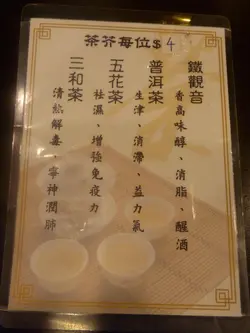 茶芥每位$4
鐵觀音
香高味醇、消脂、醒酒
普洱茶
生津、消滯、益力氣
五花茶
祛濕、增強免疫力
三和茶
清熱解毒、寧神潤肺